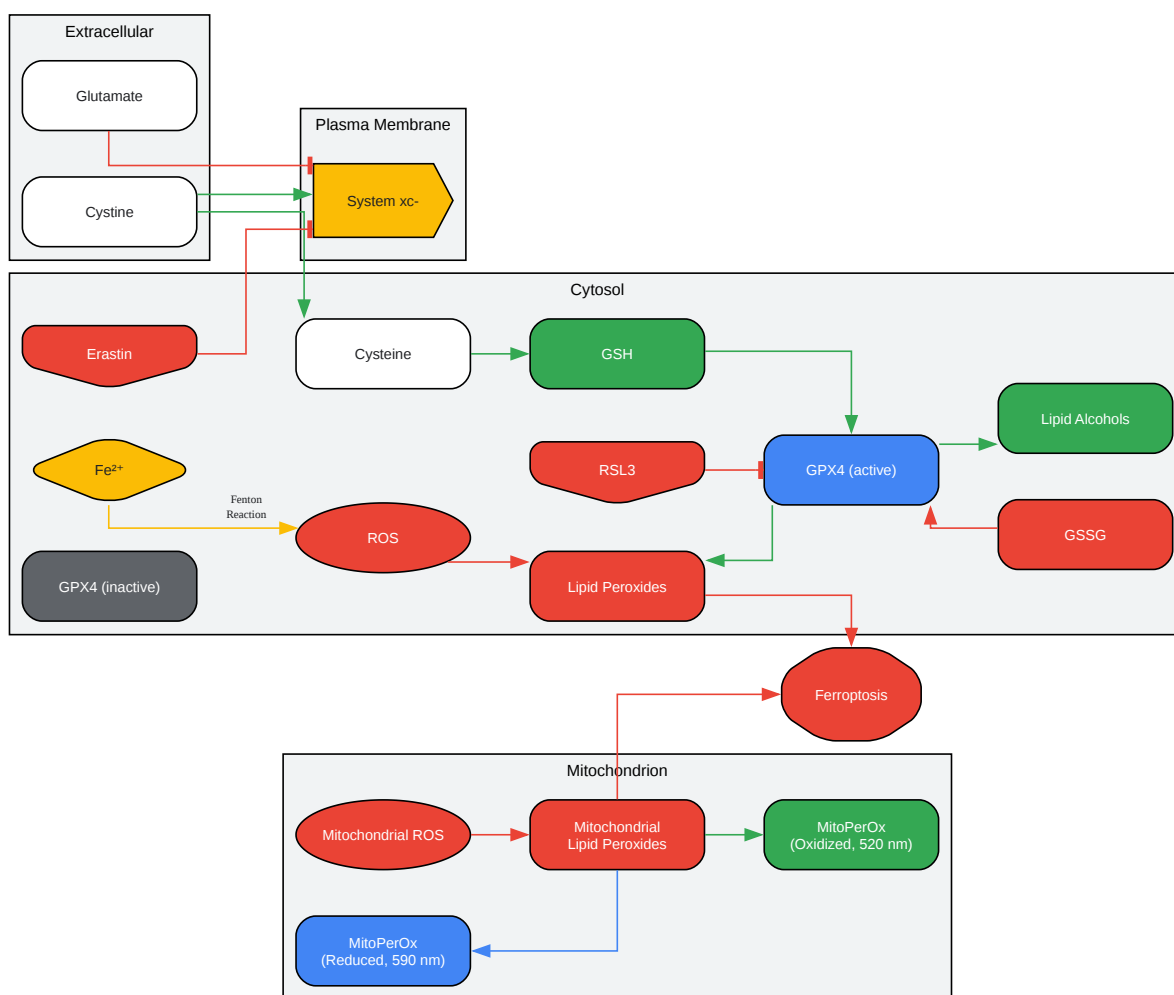 Extracellular
Glutamate
Plasma Membrane
System xc-
Cystine
Cytosol
Erastin
Cysteine
GSH
Lipid Alcohols
Fe²⁺
RSL3
GPX4 (active)
Fenton
Reaction
ROS
GSSG
GPX4 (inactive)
Lipid Peroxides
Ferroptosis
Mitochondrion
Mitochondrial ROS
Mitochondrial
Lipid Peroxides
MitoPerOx
(Oxidized, 520 nm)
MitoPerOx
(Reduced, 590 nm)